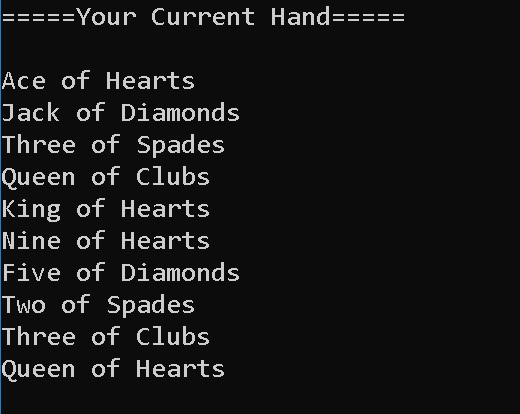 =====Your Current Hand=====
Ace of Hearts
Jack of Diamonds
Three of Spades
Queen of Clubs
King of Hearts
Nine of Hearts
Five of Diamonds
Two of Spades
Three of Clubs
Queen of Hearts